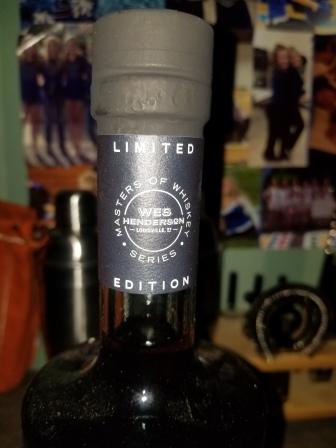 LIMITED
MASTERS OF WHISKEY
WES
HENDERSON
LOUISVILLE, KY
• SERIES •
EDITION